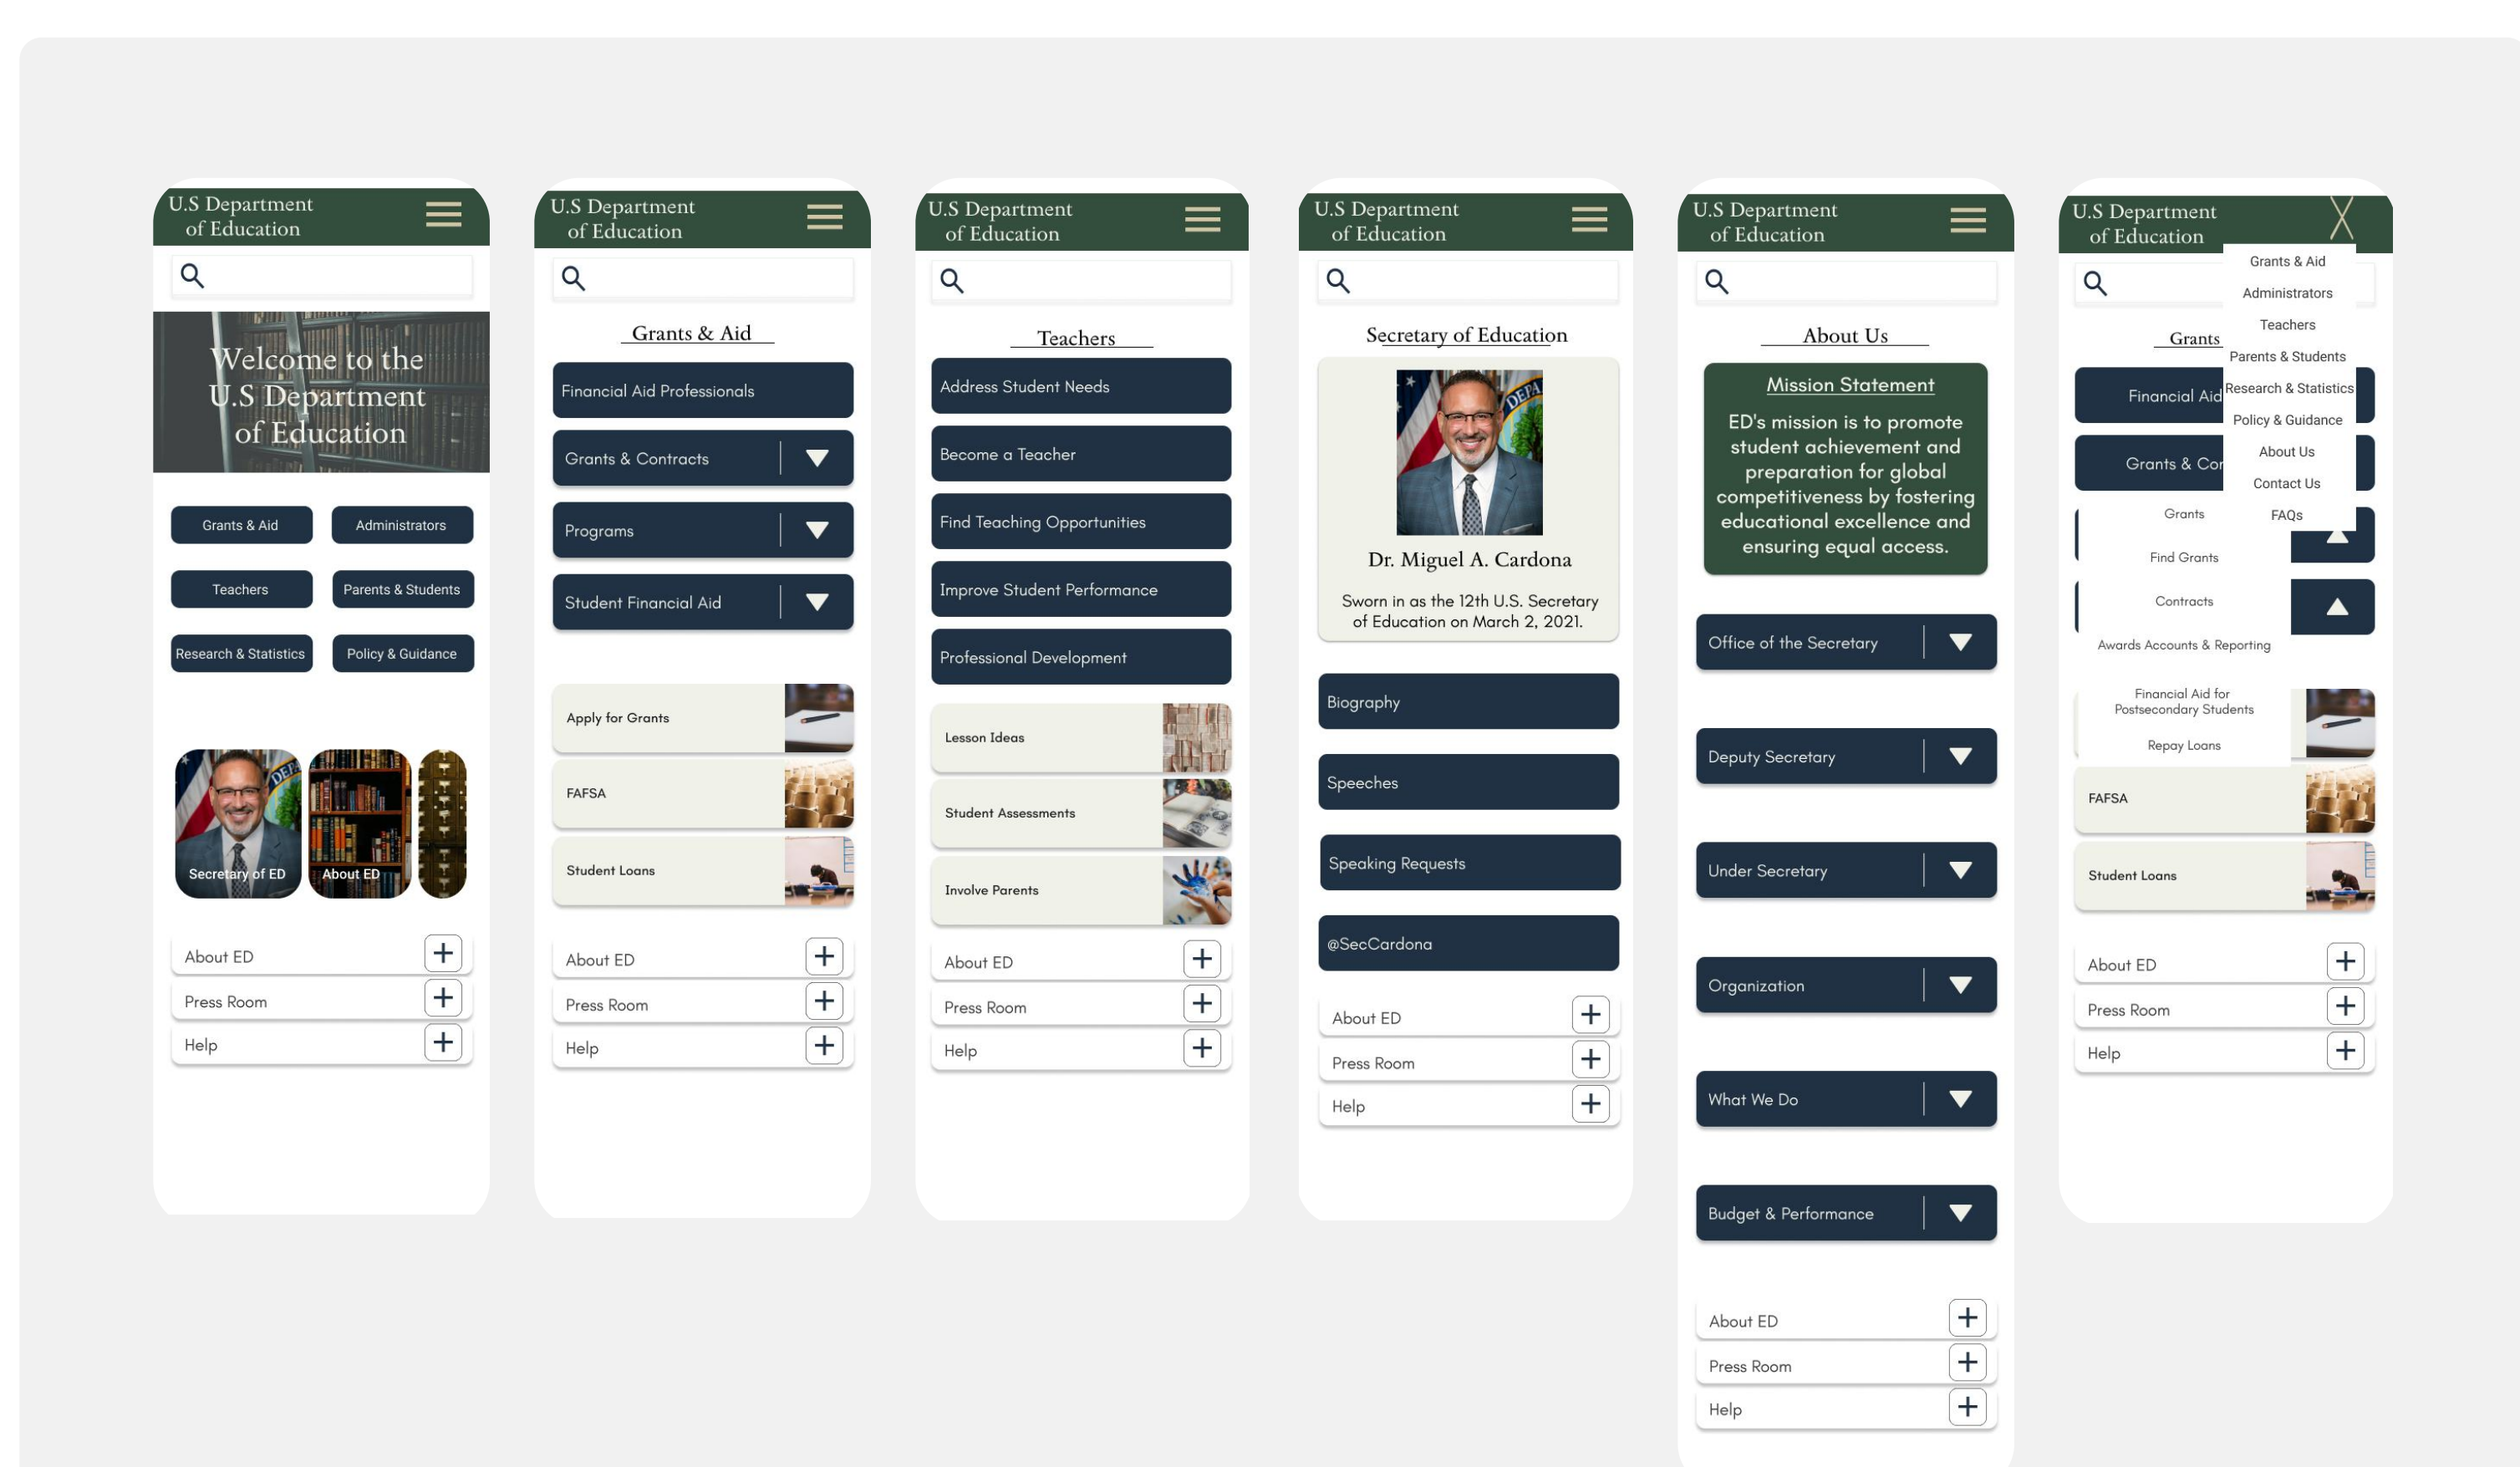 U.S Department
of Education
Welcome to the
U.S Department
of Education
Grants & Aid
Administrators
Teachers
Parents & Students
Research & Statistics
Policy & Guidance
DEPA
Secretary of ED
About ED
About ED
Press Room
Help
U.S Department
of Education
Grants & Aid
Financial Aid Professionals
Grants & Contracts
Programs
Student Financial Aid
Apply for Grants
FAFSA
Student Loans
About ED
Press Room
Help
U.S Department
of Education
Teachers
Address Student Needs
Become a Teacher
Find Teaching Opportunities
Improve Student Performance
Professional Development
Lesson Ideas
Student Assessments
Involve Parents
About ED
Press Room
Help
U.S Department
of Education
Secretary of Education
DEPA
Dr. Miguel A. Cardona
Sworn in as the 12th U.S. Secretary
of Education on March 2, 2021.
Biography
Speeches
Speaking Requests
@SecCardona
About ED
Press Room
Help
U.S Department
of Education
About Us
Mission Statement
ED's mission is to promote
student achievement and
preparation for global
competitiveness by fostering
educational excellence and
ensuring equal access.
Office of the Secretary
Deputy Secretary
Under Secretary
Organization
What We Do
Budget & Performance
About ED
Press Room
Help
U.S Department
of Education
X
Grants & Aid
Administrators
Teachers
Parents & Students
Research & Statistics
Policy & Guidance
About Us
Contact Us
FAQs
Grants
Financial Aid
Grants & Cor
Grants
Find Grants
Contracts
Awards Accounts & Reporting
Financial Aid for
Postsecondary Students
Repay Loans
FAFSA
Student Loans
About ED
Press Room
Help